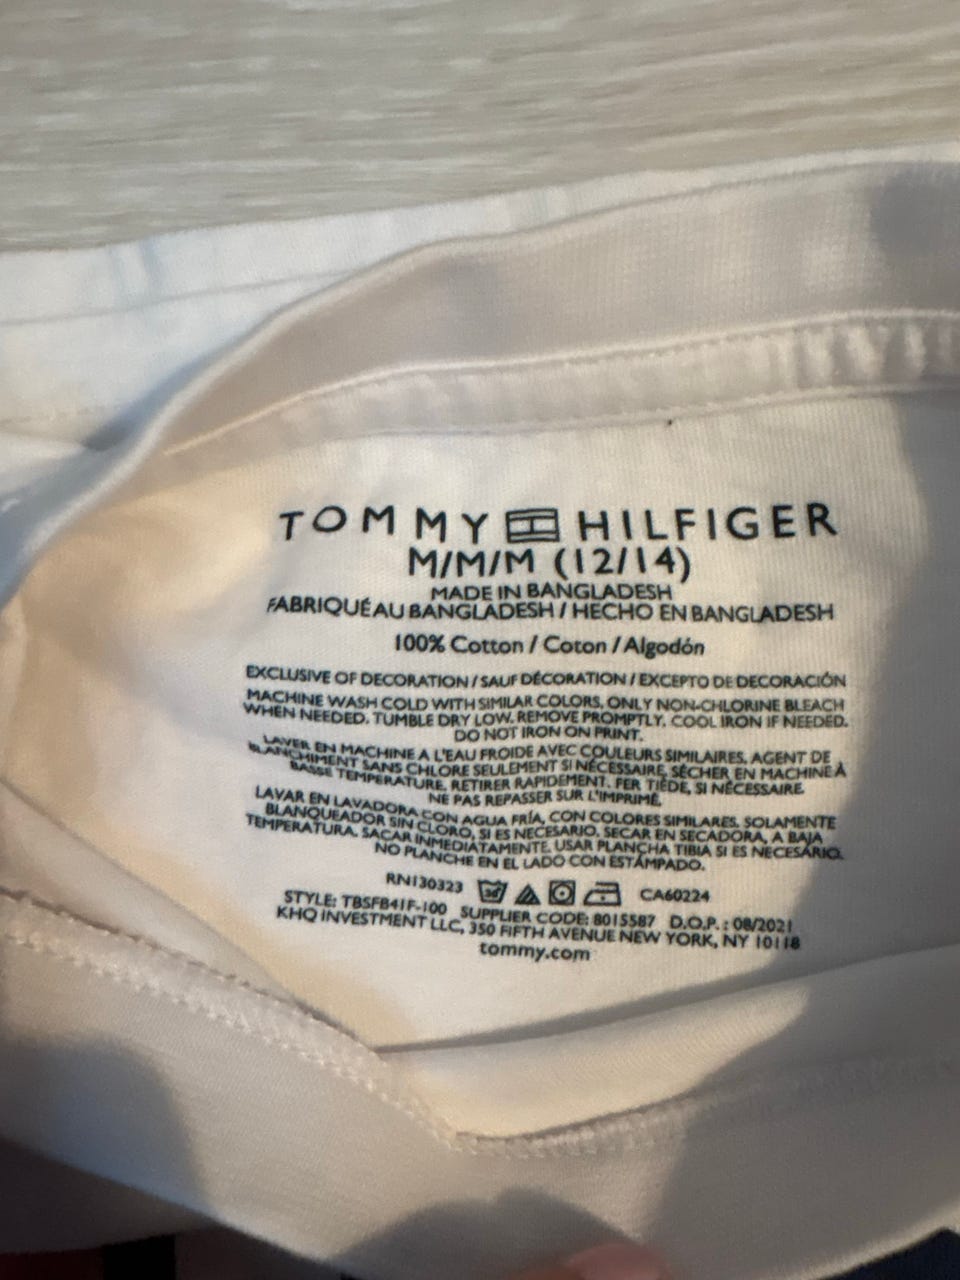 TOMMY HILFIGER
M/M/M (12/14)
MADE IN BANGLADESH
FABRIQUÉ AU BANGLADESH / HECHO EN BANGLADESH
100% Cotton / Coton / Algodón
EXCLUSIVE OF DECORATION / SAUF DÉCORATION / EXCEPTO DE DECORACIÓN
MACHINE WASH COLD WITH SIMILAR COLORS, ONLY NON-CHLORINE BLEACH
WHEN NEEDED. TUMBLE DRY LOW. REMOVE PROMPTLY. COOL IRON IF NEEDED.
DO NOT IRON ON PRINT.
LAVER EN MACHINE A L'EAU FROIDE AVEC COULEURS SIMILAIRES. AGENT DE
BLANCHIMENT SANS CHLORE SEULEMENT SI NÉCESSAIRE, SÉCHER EN MACHINE À
BASSE TEMPERATURE. RETIRER RAPIDEMENT. FER TIÈDE, SI NÉCESSAIRE
NE PAS REPASSER SUR L'IMPRIMÉ.
LAVAR EN LAVADORA CON AGUA FRÍA, CON COLORES SIMILARES. SOLAMENTE
BLANQUEADOR SIN CLORO, SI ES NECESARIO. SECAR EN SECADORA, A BAJA
TEMPERATURA. SACAR INMEDIATAMENTE. USAR PLANCHA TIBIA SI ES NECESARIO.
NO PLANCHE EN EL LADO CON ESTAMPADO.
RN130323 30 CA60224
STYLE: TBSFB41F-100 SUPPLIER CODE: 8015587 D.O.P. : 08/2021
KHQ INVESTMENT LLC, 350 FIFTH AVENUE NEW YORK, NY 10118
tommy.com